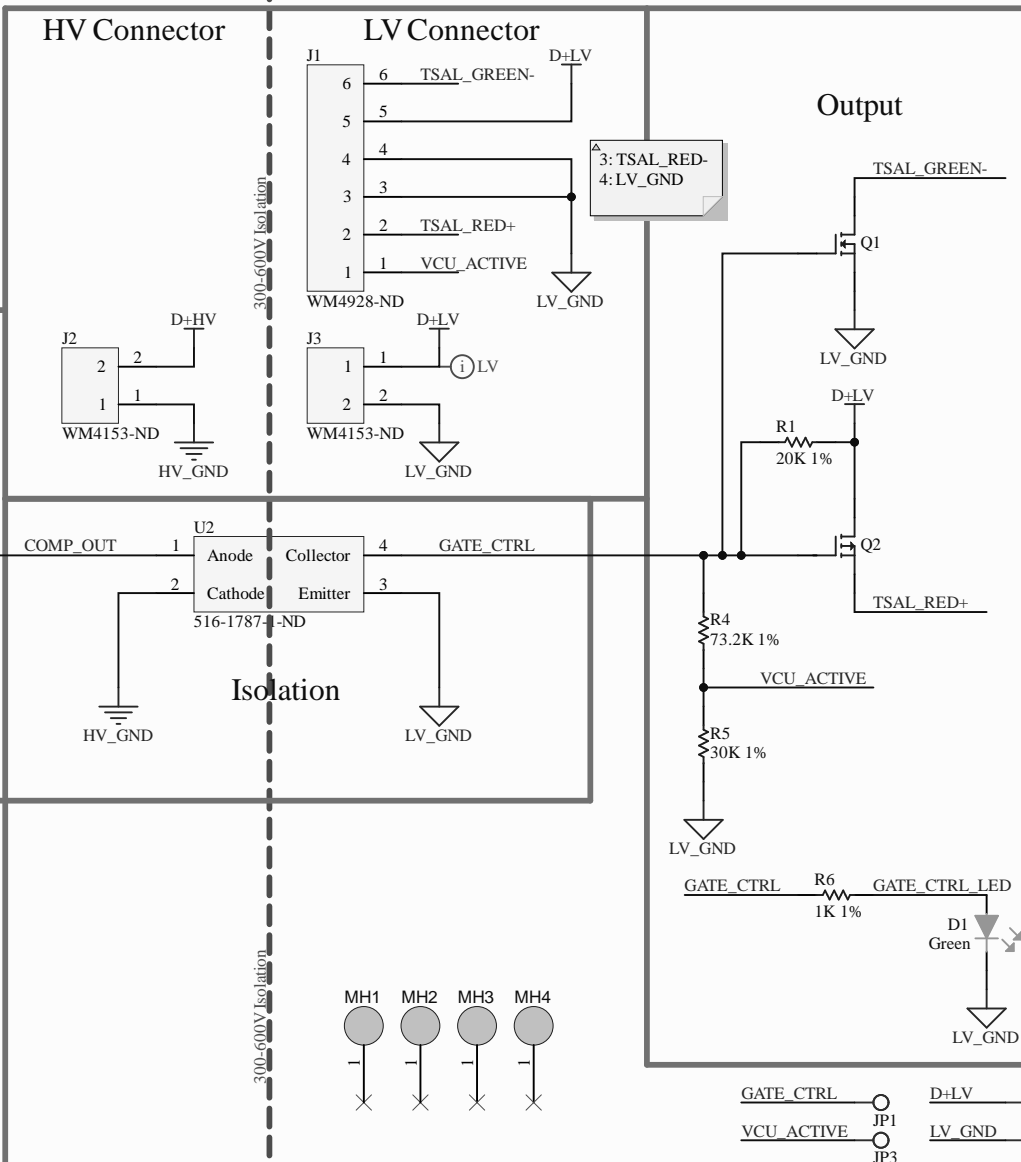 HV Connector
LV Connector
Output
300-600V Isolation
J1
6
5
4
3
2
1
6
5
4
3
2
1
TSAL_GREEN-
D+LV
TSAL_RED+
VCU_ACTIVE
LV_GND
WM4928-ND
3: TSAL_RED-
4: LV_GND
J2
D+HV
2
2
1
1
WM4153-ND
HV_GND
J3
D+LV
1
1
i LV
2
2
WM4153-ND
LV_GND
TSAL_GREEN-
Q1
LV_GND
D+LV
R1
20K 1%
Q2
TSAL_RED+
COMP_OUT
U2
1
Anode
Collector
4
GATE_CTRL
2
Cathode
Emitter
3
516-1787-1-ND
Isolation
HV_GND
LV_GND
R4
73.2K 1%
VCU_ACTIVE
R5
30K 1%
LV_GND
GATE_CTRL
R6
1K 1%
GATE_CTRL_LED
D1
Green
LV_GND
300-600V Isolation
MH1
MH2
MH3
MH4
1
1
1
1
GATE_CTRL
JP1
D+LV
VCU_ACTIVE
JP3
LV_GND